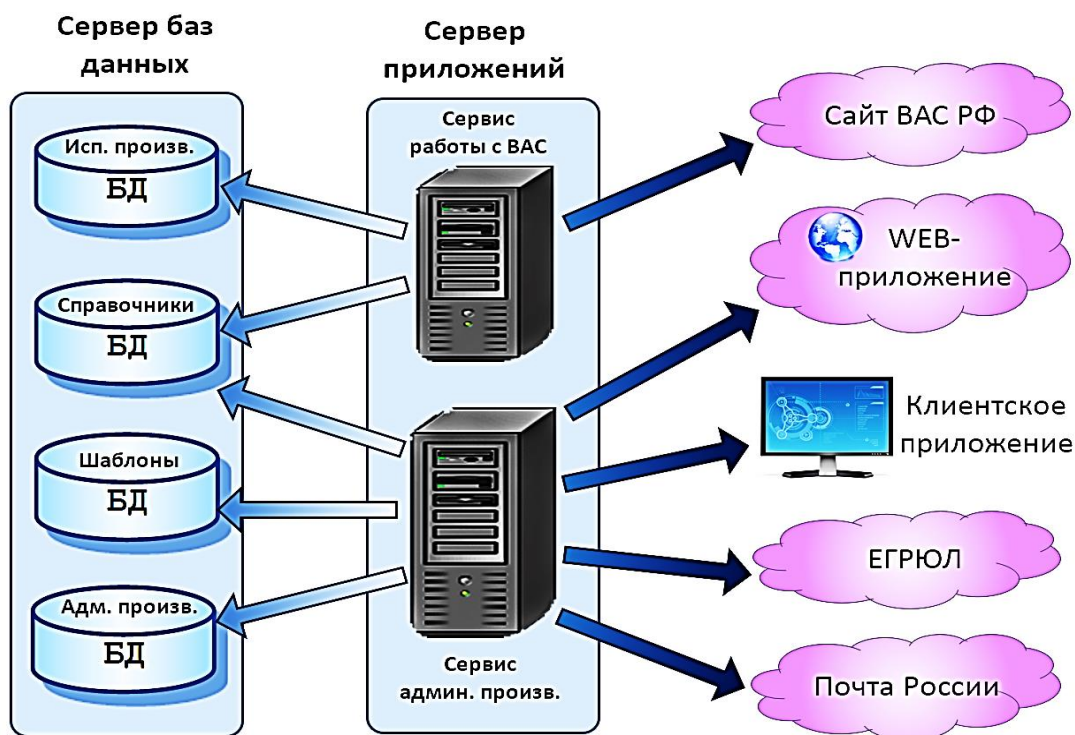 Сервер баз
данных
Исп. произв.
БД
Справочники
БД
Шаблоны
БД
Адм. произв.
БД
Сервер
приложений
Сервис
работы с ВАС
Сервис
админ. произв.
Сайт ВАС РФ
WEB-
приложение
Клиентское
приложение
ЕГРЮЛ
Почта России